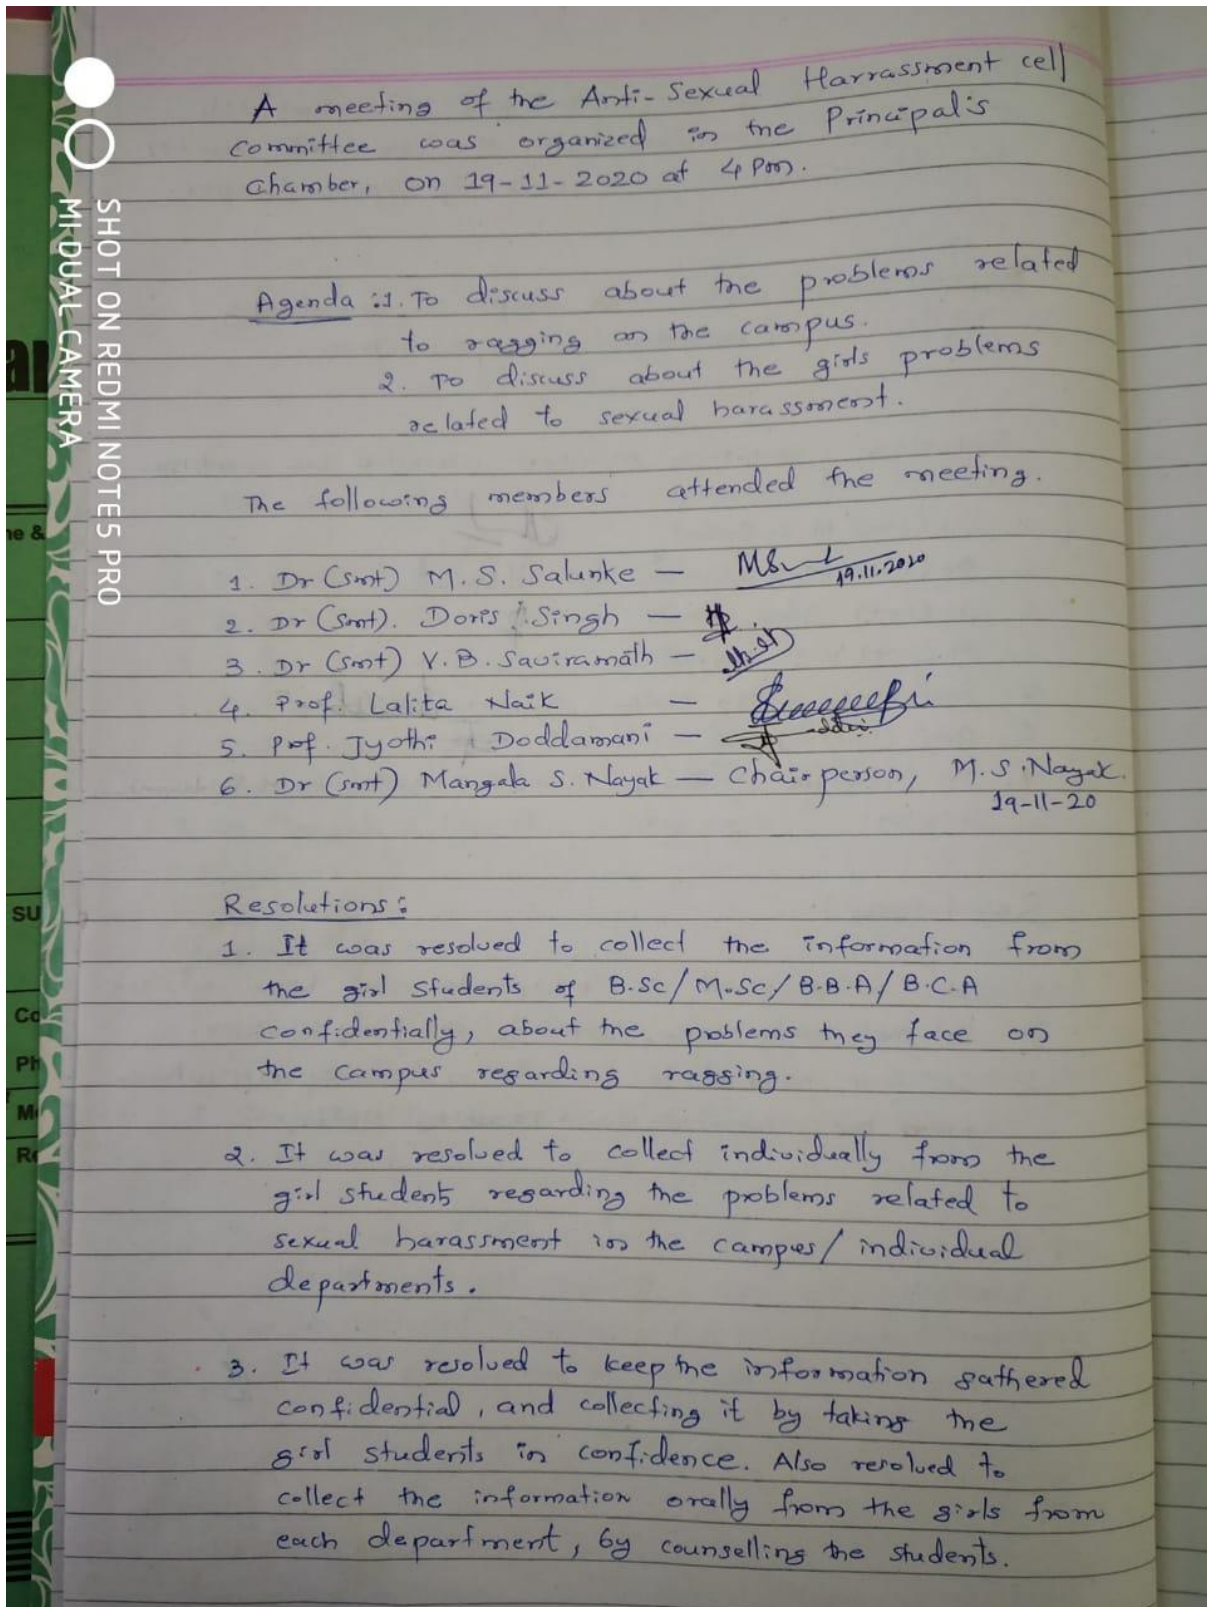 A meeting of the Anti-Sexual Harrassment cell
committee was organized in the Principal's
Chamber, on 19-11-2020 at 4 pm.
Agenda :1. To discuss about the problems related
to ragging on the campus.
2. To discuss about the girls problems
related to sexual harassment.
The following members attended the meeting.
1. Dr (Smt) M. S. Salunke — 19.11.2020
2. Dr (Smt). Doris Singh —
3. Dr (Smt) V. B. Saviramath —
4. Prof. Lalita Naik —
5. Prof. Jyothi Doddamani —
6. Dr (Smt) Mangala S. Nayak — Chairperson, M. S. Nayak.
19-11-20
Resolutions :
1. It was resolved to collect the information from
the girl students of B.Sc/M.Sc/B.B.A/B.C.A
confidentially, about the problems they face on
the campus regarding ragging.
2. It was resolved to collect individually from the
girl students regarding the problems related to
sexual harassment in the campus/individual
departments.
3. It was resolved to keep the information gathered
confidential, and collecting it by taking the
girl students in confidence. Also resolved to
collect the information orally from the girls from
each department, by counselling the students.
SHOT ON REDMI NOTE5 PRO
MI DUAL CAMERA
SU
Co
Ph